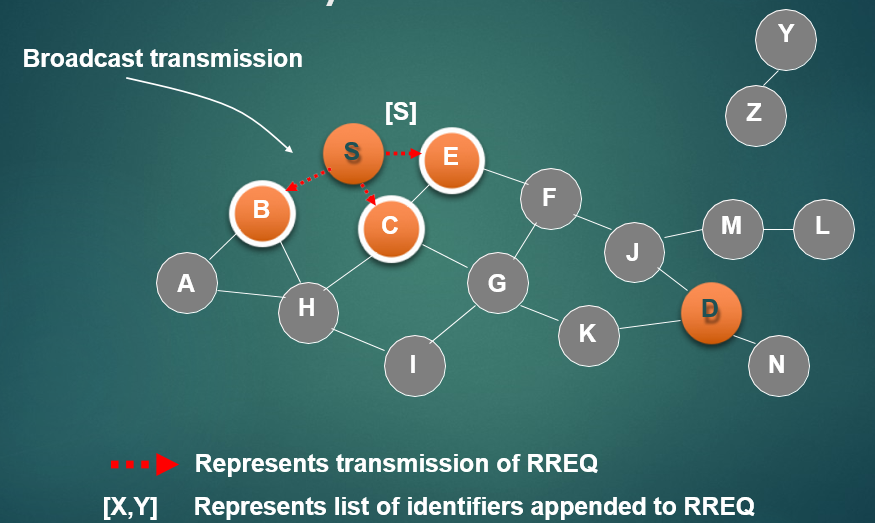 Y
Broadcast transmission
Z
[S]
S
E
B
C
F
M
L
J
A
H
G
D
K
I
N
Represents transmission of RREQ
[X,Y] Represents list of identifiers appended to RREQ